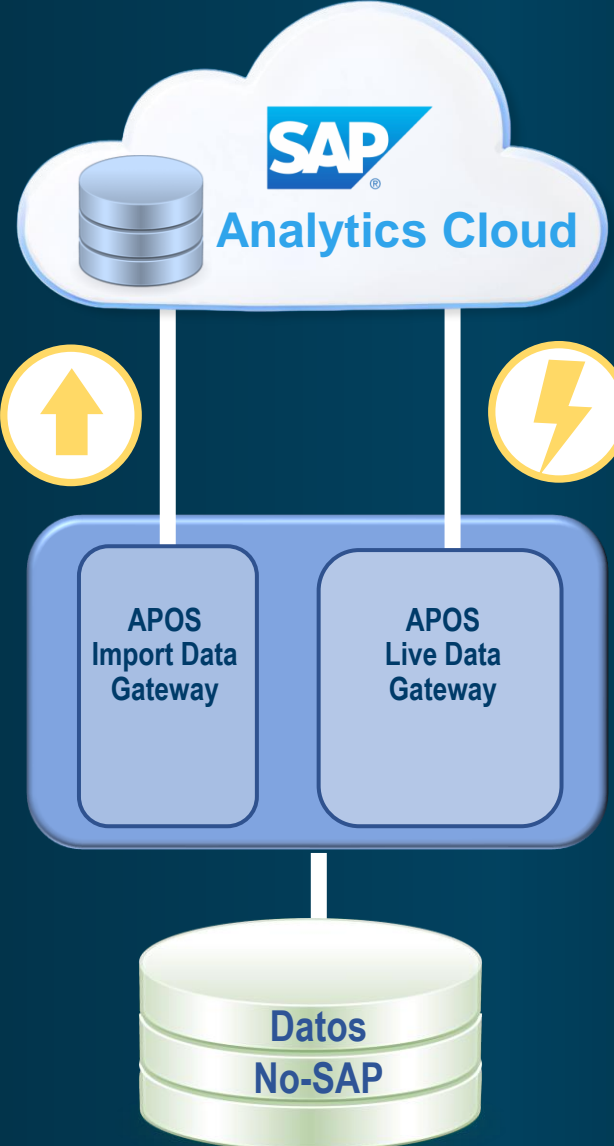 SAP
®
Analytics Cloud
APOS
Import Data
Gateway
APOS
Live Data
Gateway
Datos
No-SAP